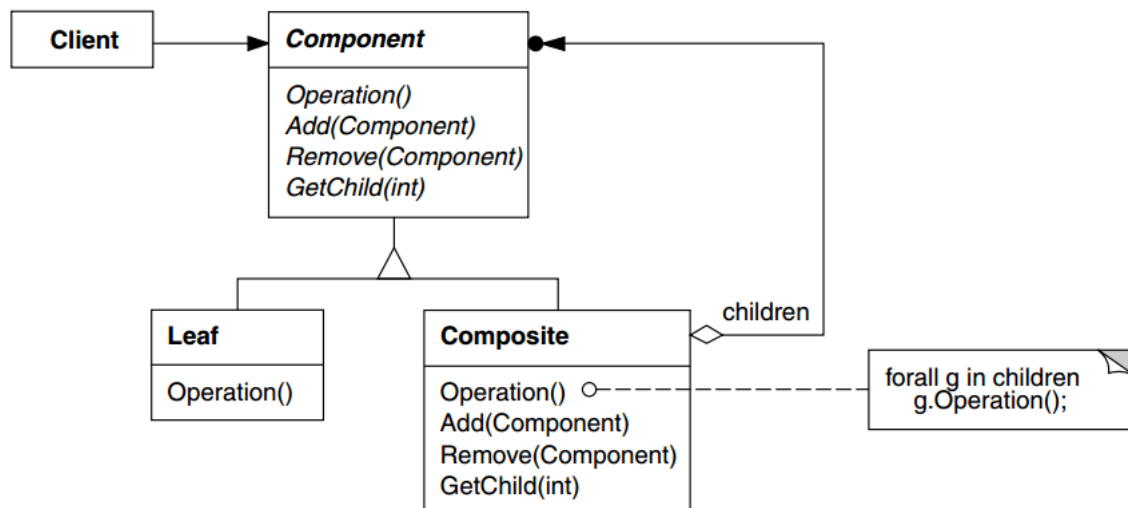 Client
Component
Operation()
Add(Component)
Remove(Component)
GetChild(int)
children
Leaf
Operation()
Composite
Operation()
Add(Component)
Remove(Component)
GetChild(int)
forall g in children
g.Operation();